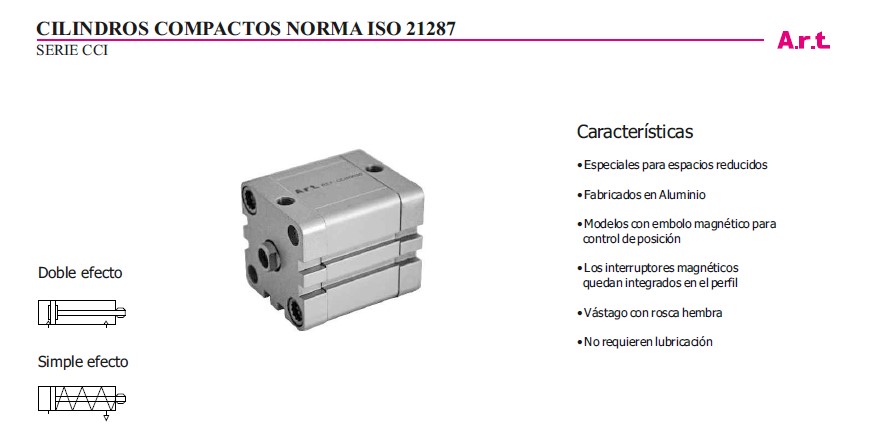 CILINDROS COMPACTOS NORMA ISO 21287
SERIE CCI
A.r.t.
Características
• Especiales para espacios reducidos
• Fabricados en Aluminio
• Modelos con embolo magnético para
control de posición
• Los interruptores magnéticos
quedan integrados en el perfil
• Vástago con rosca hembra
• No requieren lubricación
A.r.t.
Doble efecto
Simple efecto